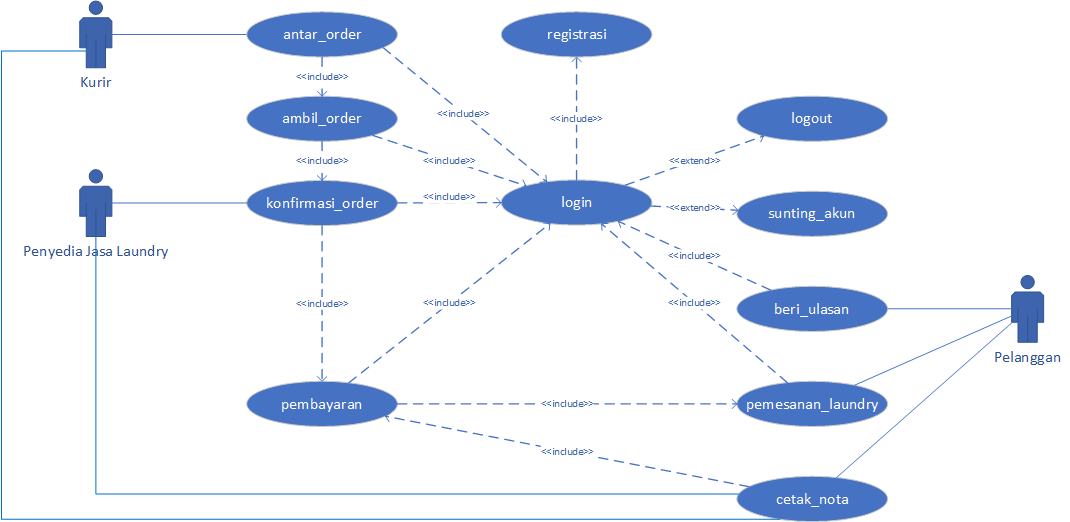 antar_order
registrasi
Kurir
<<include>>
ambil_order
<<include>>
<<include>>
logout
<<include>>
<<include>>
<<extend>>
konfirmasi_order
<<include>>
login
<<extend>>
sunting_akun
Penyedia Jasa Laundry
<<include>>
<<include>>
<<include>>
<<include>>
beri_ulasan
Pelanggan
pembayaran
<<include>>
pemesanan_laundry
<<include>>
cetak_nota